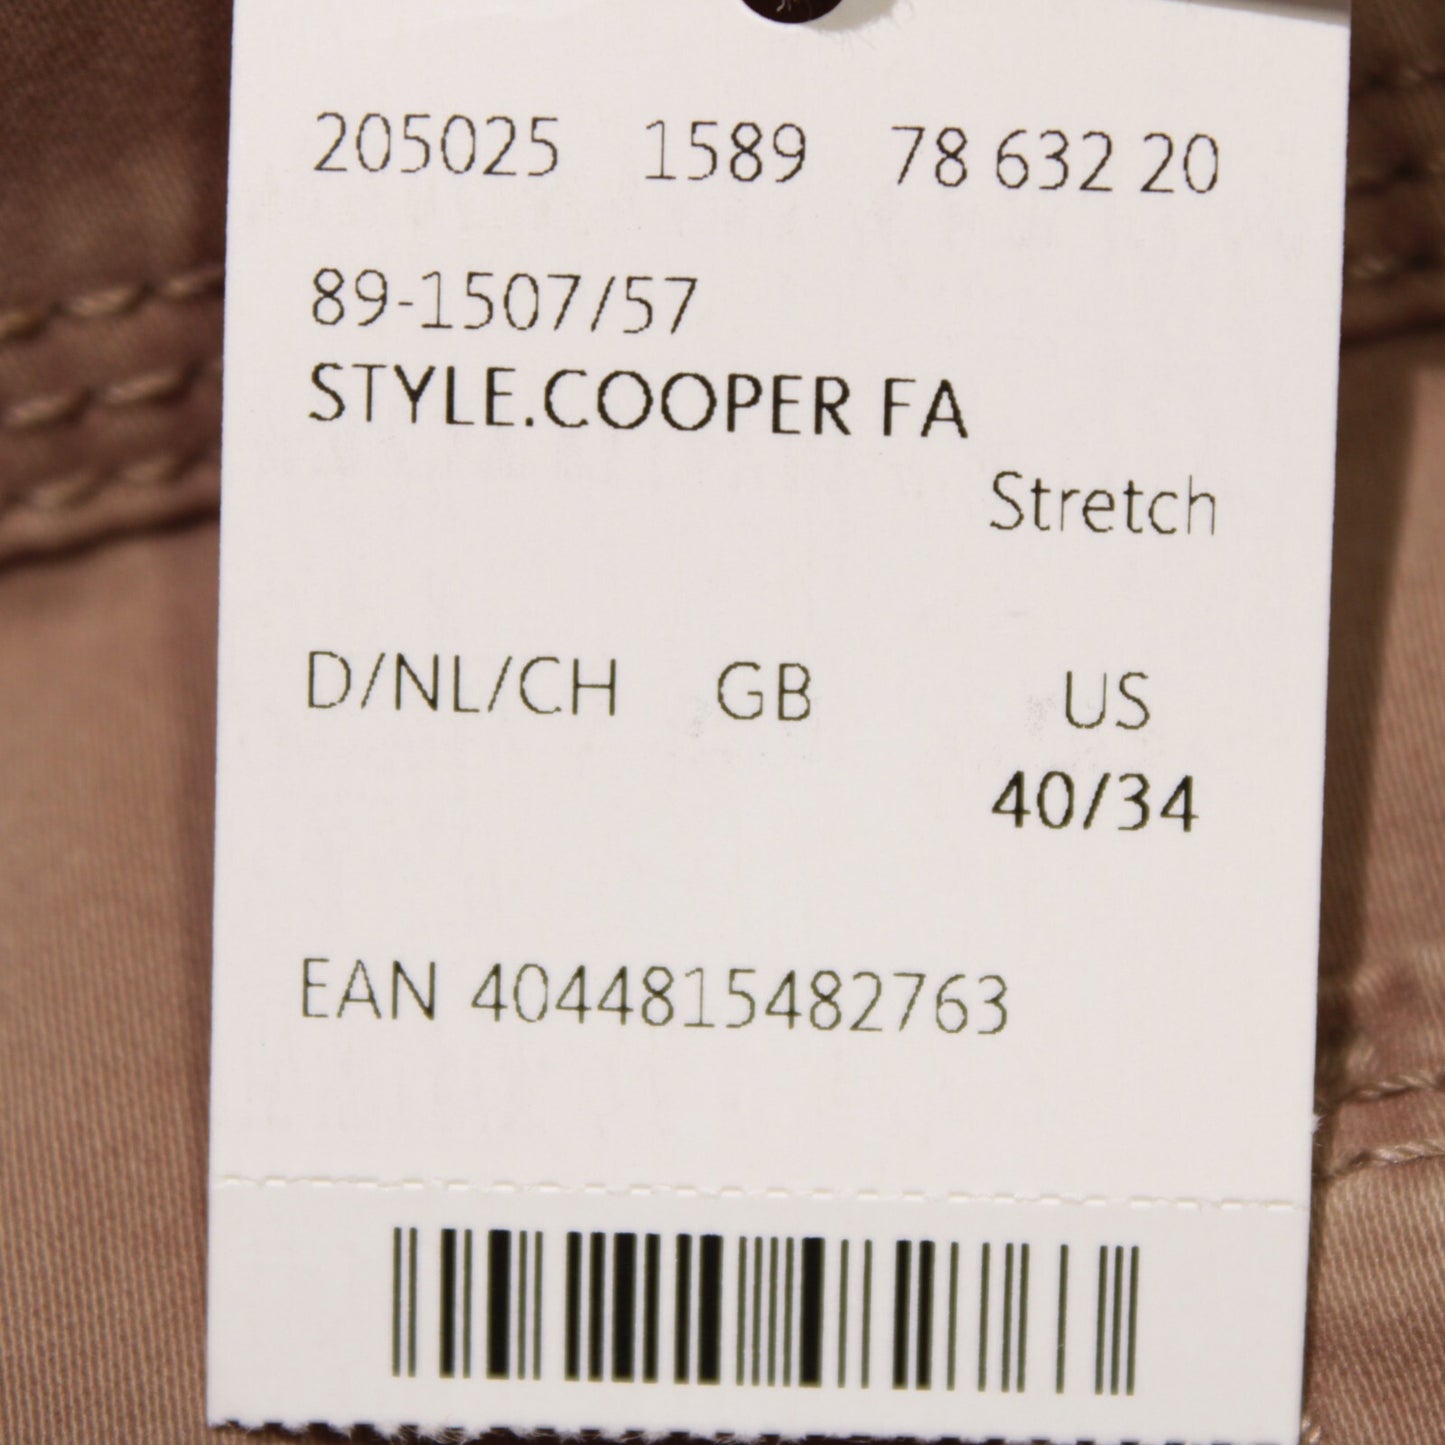 205025 1589 78 632 20
89-1507/57
STYLE.COOPER FA
Stretch
D/NL/CH GB US
40/34
EAN 4044815482763